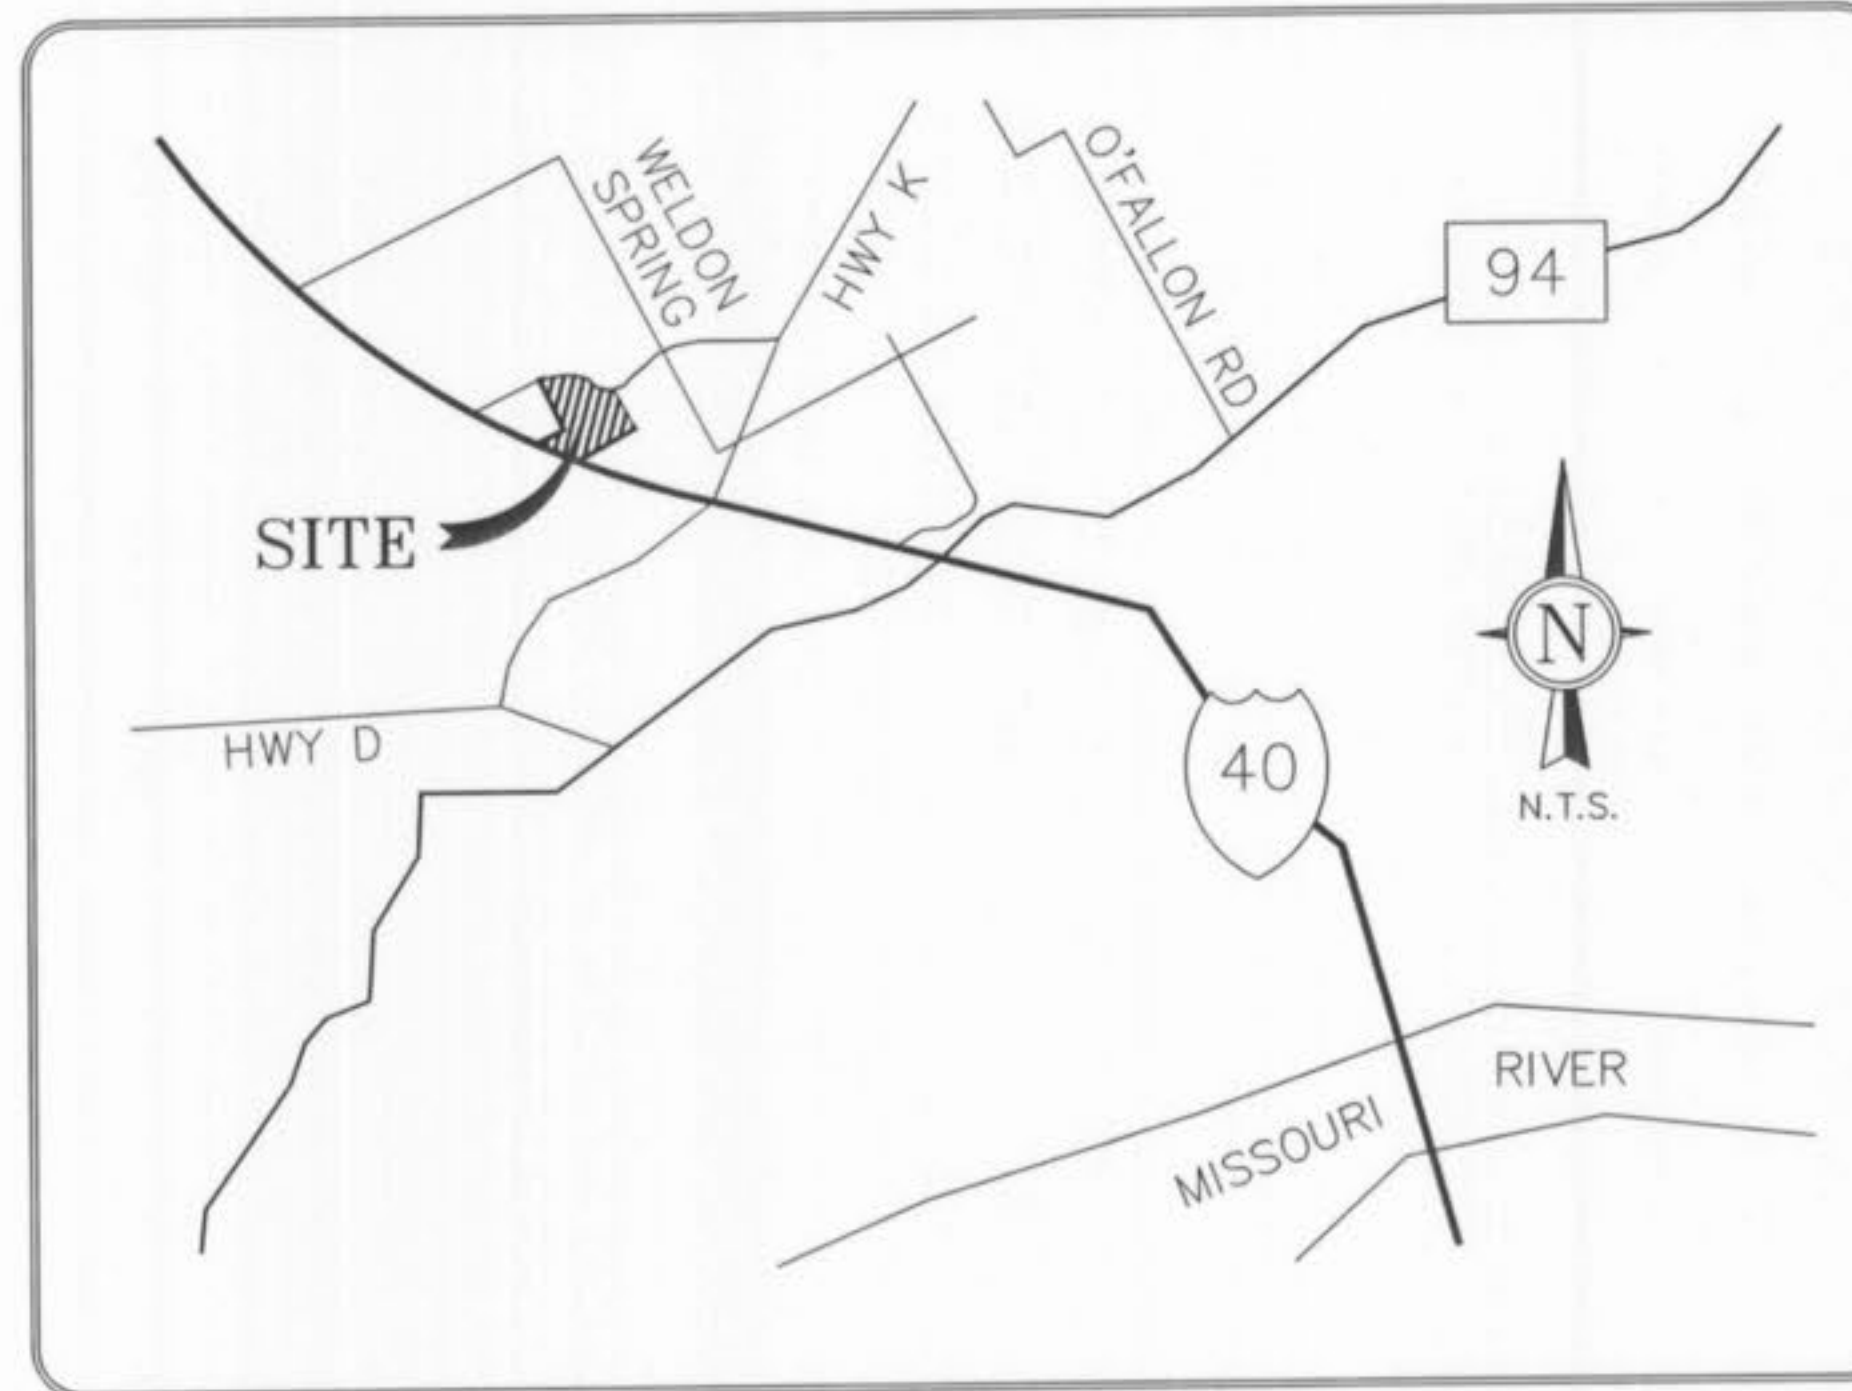 WELDON
SPRING
HWY K
O'FALLON RD
94
SITE
N
HWY D
40
N.T.S.
RIVER
MISSOURI